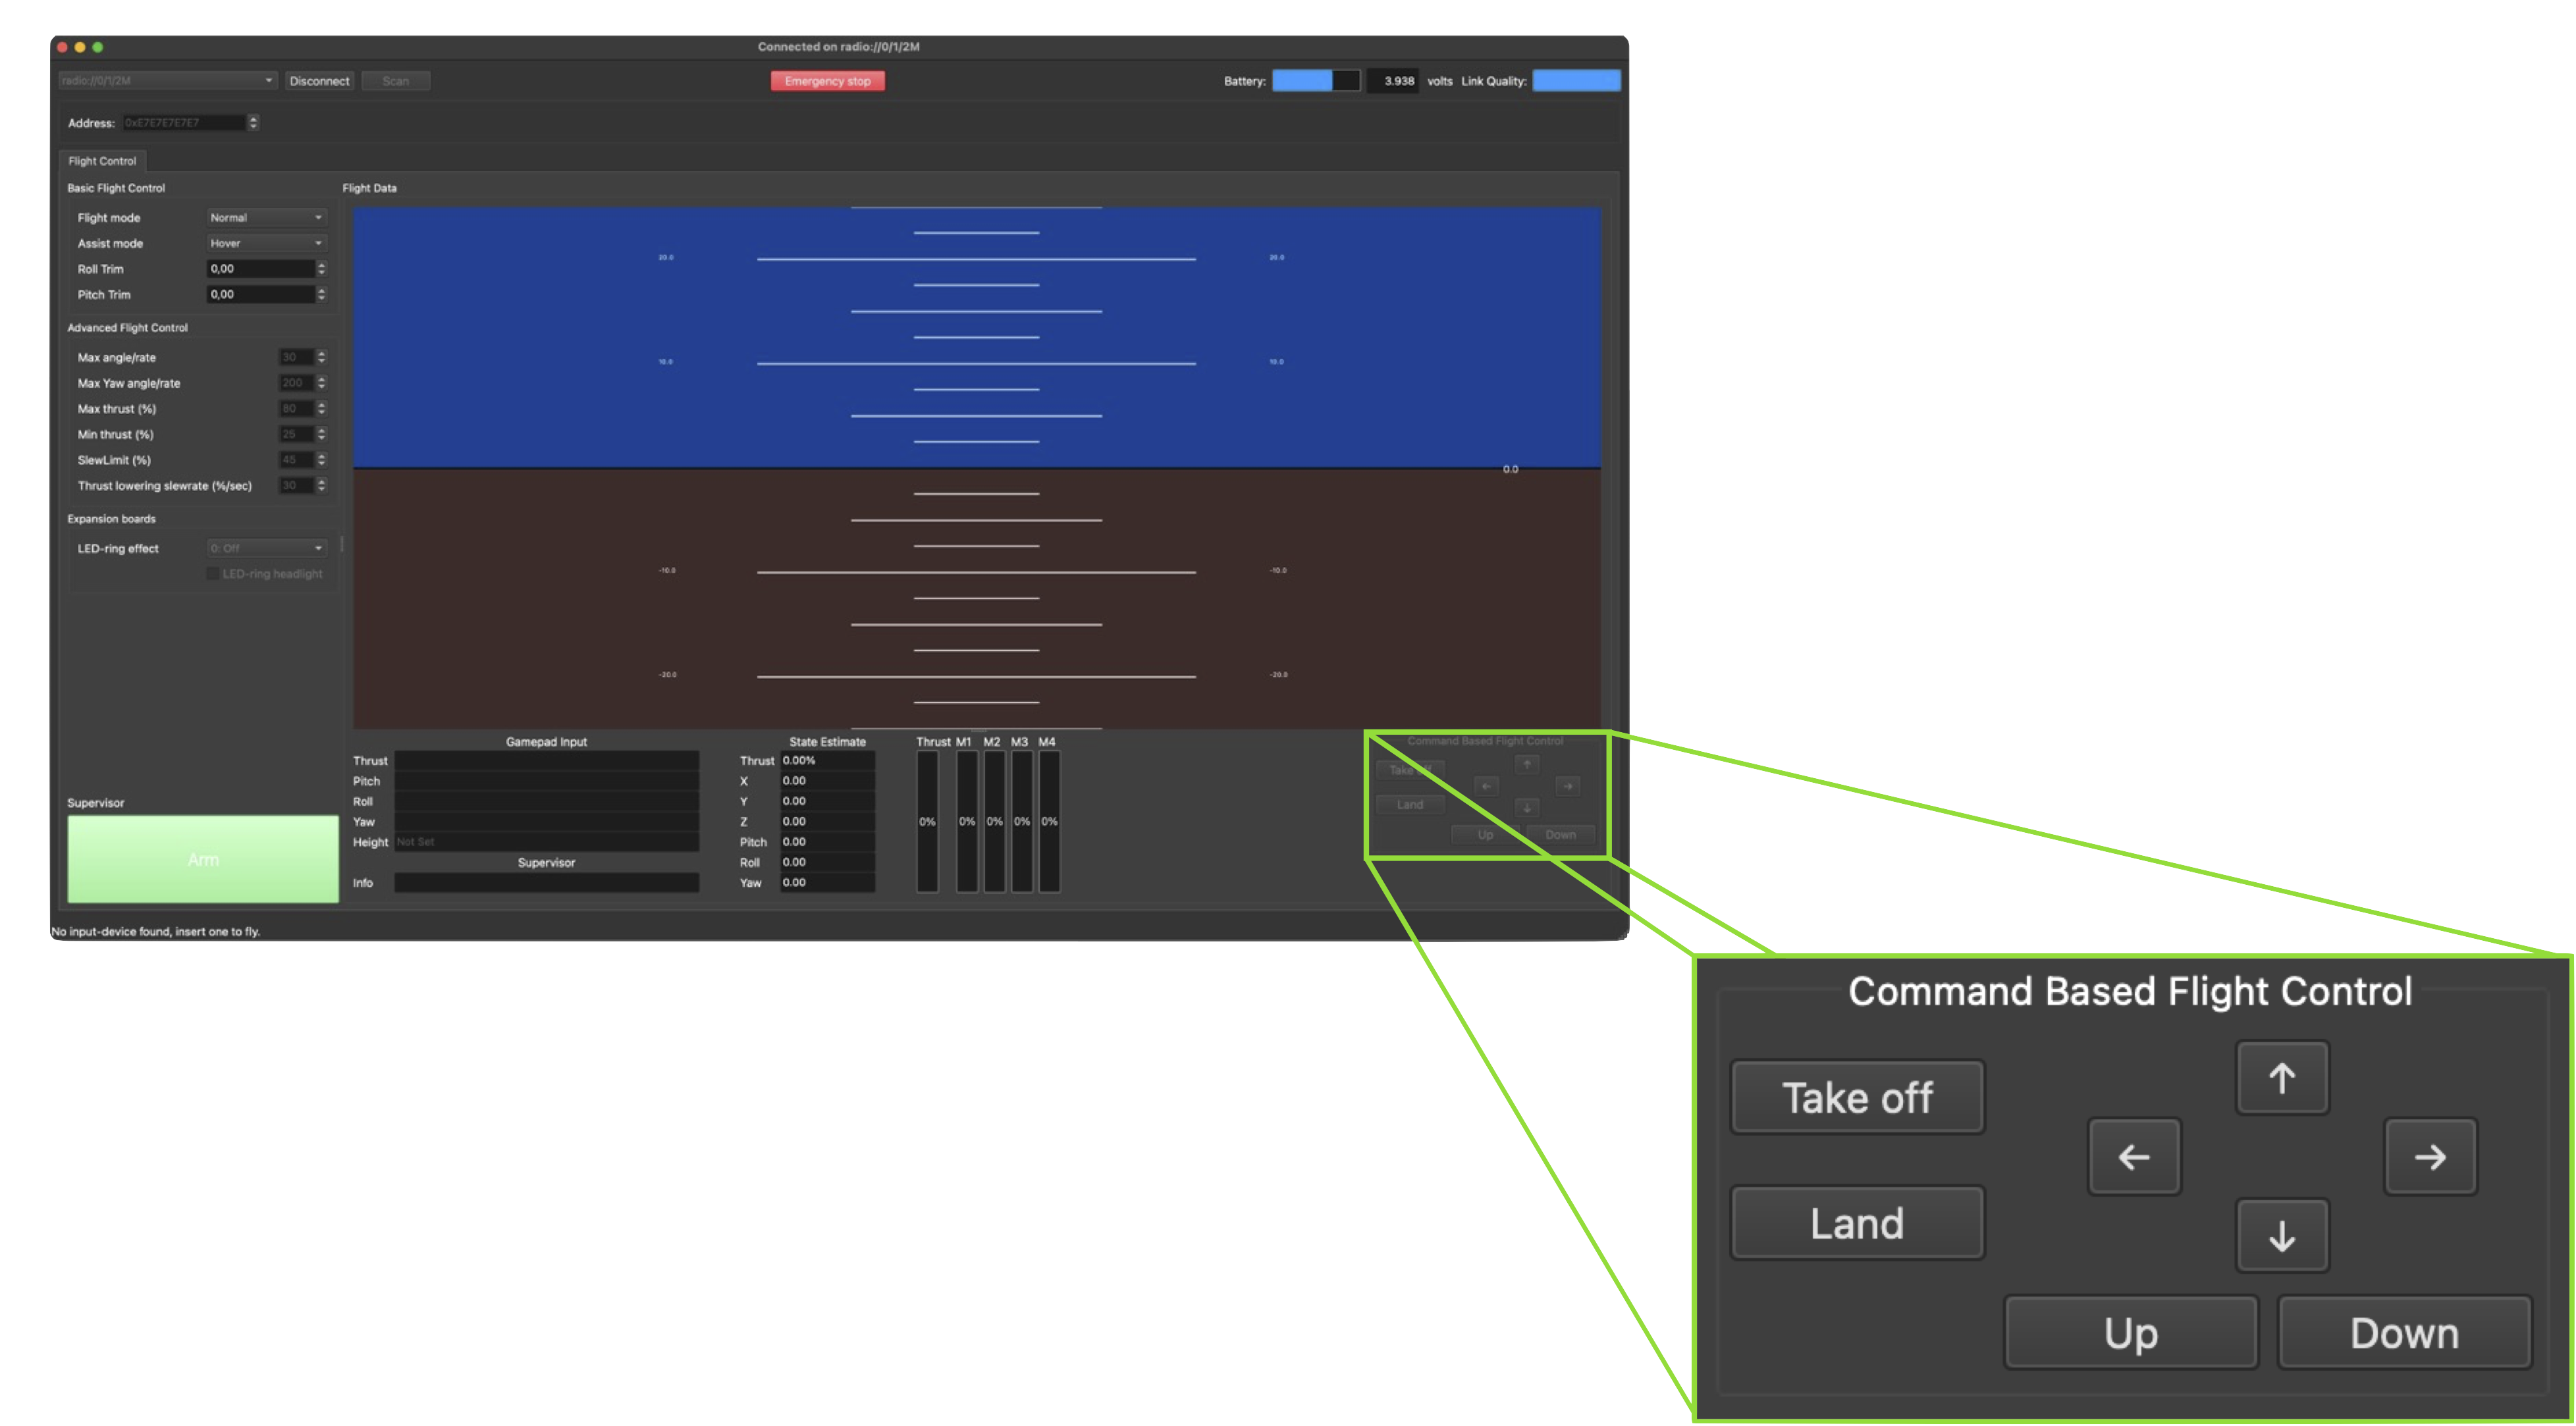 Connected on radio://0/1/2M
radio://0/1/2M Disconnect Scan Emergency stop Battery: 3.938 volts Link Quality:
Address: 0xE7E7E7E7E7
Flight Control
Basic Flight Control
Flight mode Normal
Assist mode Hover
Roll Trim 0,00
Pitch Trim 0,00
Advanced Flight Control
Max angle/rate 30
Max Yaw angle/rate 200
Max thrust (%) 80
Min thrust (%) 25
SlewLimit (%) 45
Thrust lowering slewrate (%/sec) 30
Expansion boards
LED-ring effect 0: Off
LED-ring headlight
Supervisor
Arm
Flight Data
20.0 20.0
10.0 10.0
0.0
-10.0 -10.0
-20.0 -20.0
Gamepad Input
Thrust
Pitch
Roll
Yaw
Height Not Set
Supervisor
Info
State Estimate
Thrust 0.00%
X 0.00
Y 0.00
Z 0.00
Pitch 0.00
Roll 0.00
Yaw 0.00
Thrust M1 M2 M3 M4
0% 0% 0% 0% 0%
Command Based Flight Control
Take off ↑
← →
Land ↓
Up Down
No input-device found, insert one to fly.
Command Based Flight Control
Take off ↑
← →
Land ↓
Up Down